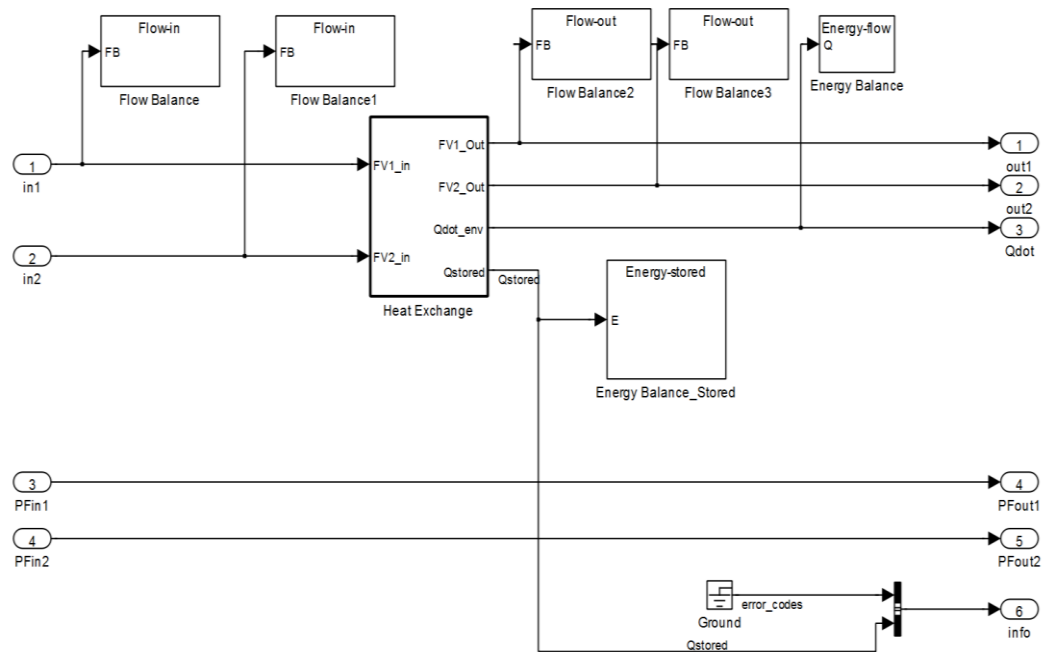 Flow-in
FB
Flow Balance
Flow-in
FB
Flow Balance1
Flow-out
FB
Flow Balance2
Flow-out
FB
Flow Balance3
Energy-flow
Q
Energy Balance
1
in1
2
in2
FV1_in
FV2_in
FV1_Out
FV2_Out
Qdot_env
Qstored
Heat Exchange
Qstored
1
out1
2
out2
3
Qdot
Energy-stored
E
Energy Balance_Stored
3
PFin1
4
PFout1
4
PFin2
5
PFout2
Ground
error_codes
Qstored
6
info